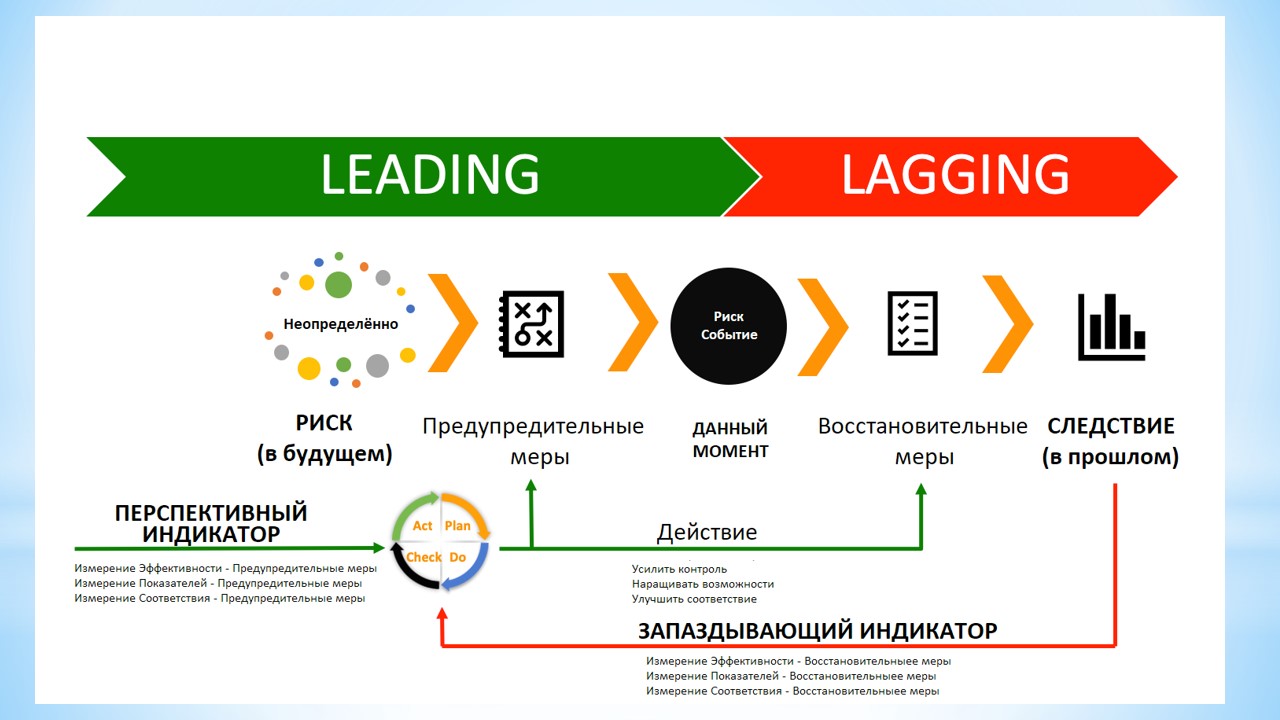 LEADING
LAGGING
Неопределённо
Риск
Событие
РИСК
(в будущем)
Предупредительные
меры
ДАННЫЙ
МОМЕНТ
Восстановительные
меры
СЛЕДСТВИЕ
(в прошлом)
ПЕРСПЕКТИВНЫЙ
ИНДИКАТОР
Измерение Эффективности - Предупредительные меры
Измерение Показателей - Предупредительные меры
Измерение Соответствия - Предупредительные меры
Act Plan
Check Do
Действие
Усилить контроль
Наращивать возможности
Улучшить соответствие
ЗАПАЗДЫВАЮЩИЙ ИНДИКАТОР
Измерение Эффективности - Восстановительныее меры
Измерение Показателей - Восстановительныее меры
Измерение Соответствия - Восстановительныее меры